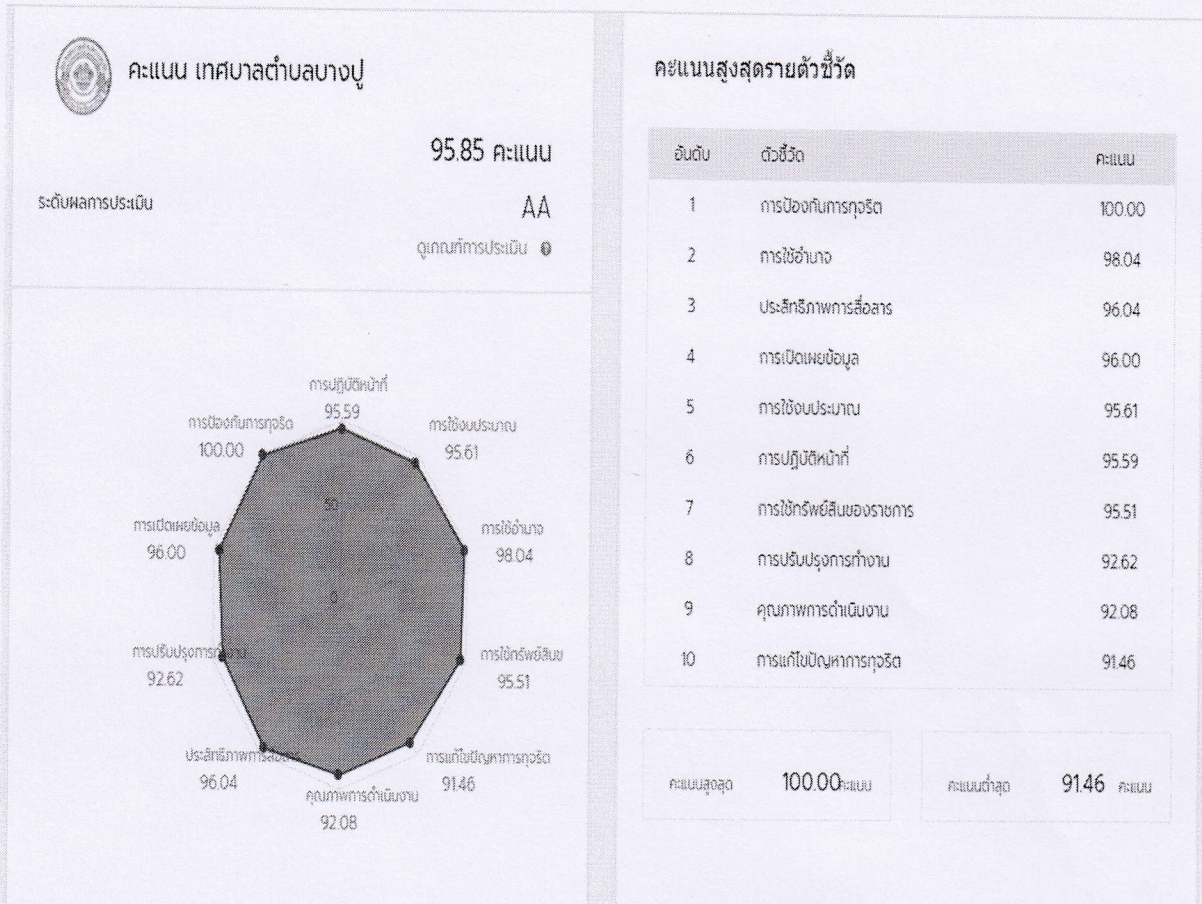 คะแนน เทศบาลตำบลบางปู
95.85 คะแนน
ระดับผลการประเมิน AA
ดูเกณฑ์การประเมิน
การปฏิบัติหน้าที่
95.59
การป้องกันการทุจริต
100.00
การใช้งบประมาณ
95.61
50
การเปิดเผยข้อมูล
96.00
การใช้อำนาจ
98.04
0
การปรับปรุงการทำงาน
92.62
การใช้ทรัพย์สินข
95.51
ประสิทธิภาพการสื่อสาร
96.04
การแก้ไขปัญหาการทุจริต
91.46
คุณภาพการดำเนินงาน
92.08
คะแนนสูงสุดรายตัวชี้วัด
อันดับ ตัวชี้วัด คะแนน
1 การป้องกันการทุจริต 100.00
2 การใช้อำนาจ 98.04
3 ประสิทธิภาพการสื่อสาร 96.04
4 การเปิดเผยข้อมูล 96.00
5 การใช้งบประมาณ 95.61
6 การปฏิบัติหน้าที่ 95.59
7 การใช้ทรัพย์สินของราชการ 95.51
8 การปรับปรุงการทำงาน 92.62
9 คุณภาพการดำเนินงาน 92.08
10 การแก้ไขปัญหาการทุจริต 91.46
คะแนนสูงสุด 100.00 คะแนน
คะแนนต่ำสุด 91.46 คะแนน